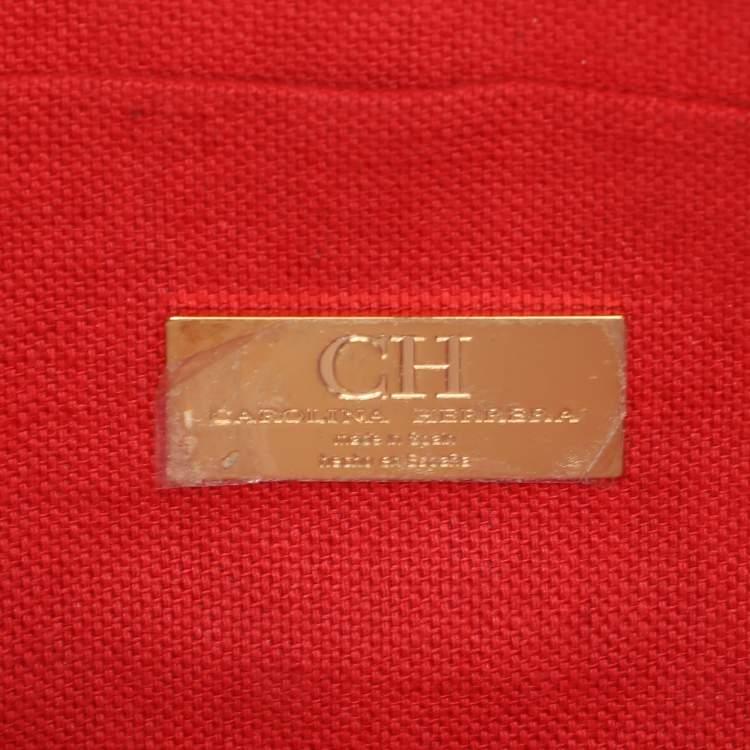 CH
CAROLINA HERRERA
made in Spain
hecho en España